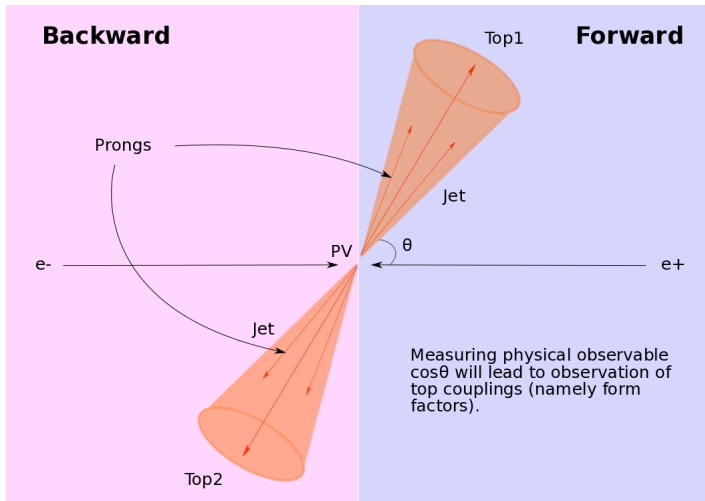 Backward
Forward
Top1
Prongs
Jet
PV
θ
e-
e+
Jet
Measuring physical observable
cosθ will lead to observation of
top couplings (namely form
factors).
Top2